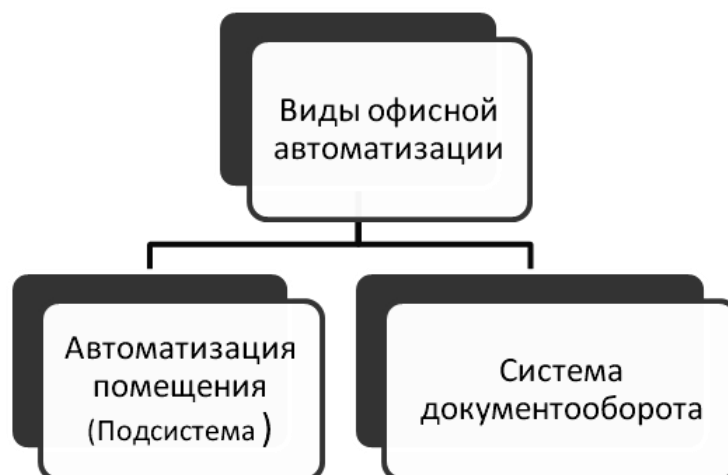 Виды офисной
автоматизации
Автоматизация
помещения
(Подсистема )
Система
документооборота